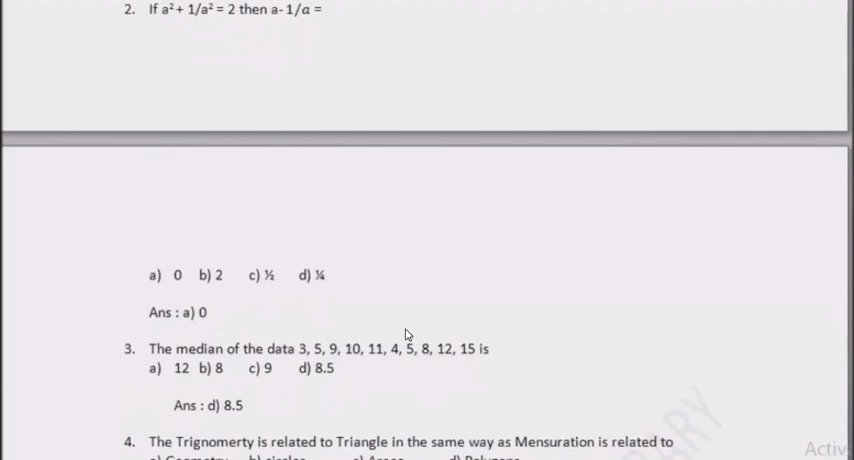 2. If a² + 1/a² = 2 then a- 1/a =
a) 0 b) 2 c) ½ d) ¼
Ans : a) 0
3. The median of the data 3, 5, 9, 10, 11, 4, 5, 8, 12, 15 is
a) 12 b) 8 c) 9 d) 8.5
Ans : d) 8.5
4. The Trignomerty is related to Triangle in the same way as Mensuration is related to